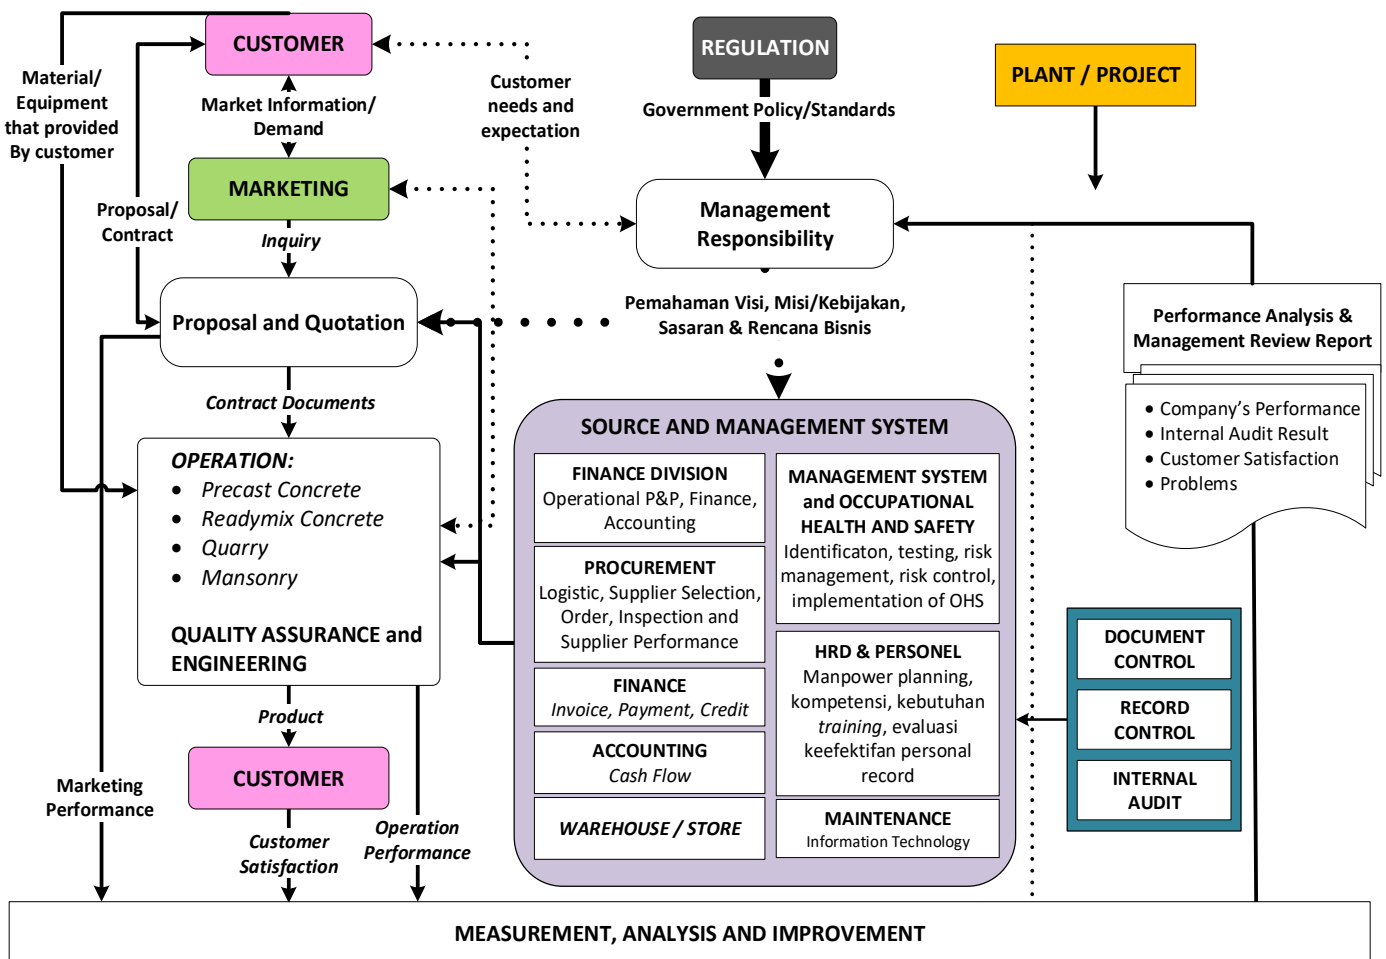 CUSTOMER
REGULATION
PLANT / PROJECT
Material/
Equipment
that provided
By customer
Customer
needs and
expectation
Market Information/
Demand
Government Policy/Standards
MARKETING
Proposal/
Contract
Inquiry
Management
Responsibility
Proposal and Quotation
Pemahaman Visi, Misi/Kebijakan,
Sasaran & Rencana Bisnis
Performance Analysis &
Management Review Report
• Company's Performance
• Internal Audit Result
• Customer Satisfaction
• Problems
Contract Documents
OPERATION:
• Precast Concrete
• Readymix Concrete
• Quarry
• Mansonry
QUALITY ASSURANCE and
ENGINEERING
SOURCE AND MANAGEMENT SYSTEM
FINANCE DIVISION
Operational P&P, Finance,
Accounting
PROCUREMENT
Logistic, Supplier Selection,
Order, Inspection and
Supplier Performance
FINANCE
Invoice, Payment, Credit
ACCOUNTING
Cash Flow
WAREHOUSE / STORE
MANAGEMENT SYSTEM
and OCCUPATIONAL
HEALTH AND SAFETY
Identificaton, testing, risk
management, risk control,
implementation of OHS
HRD & PERSONEL
Manpower planning,
kompetensi, kebutuhan
training, evaluasi
keefektifan personal
record
MAINTENANCE
Information Technology
DOCUMENT
CONTROL
RECORD
CONTROL
INTERNAL
AUDIT
Product
CUSTOMER
Marketing
Performance
Customer
Satisfaction
Operation
Performance
MEASUREMENT, ANALYSIS AND IMPROVEMENT